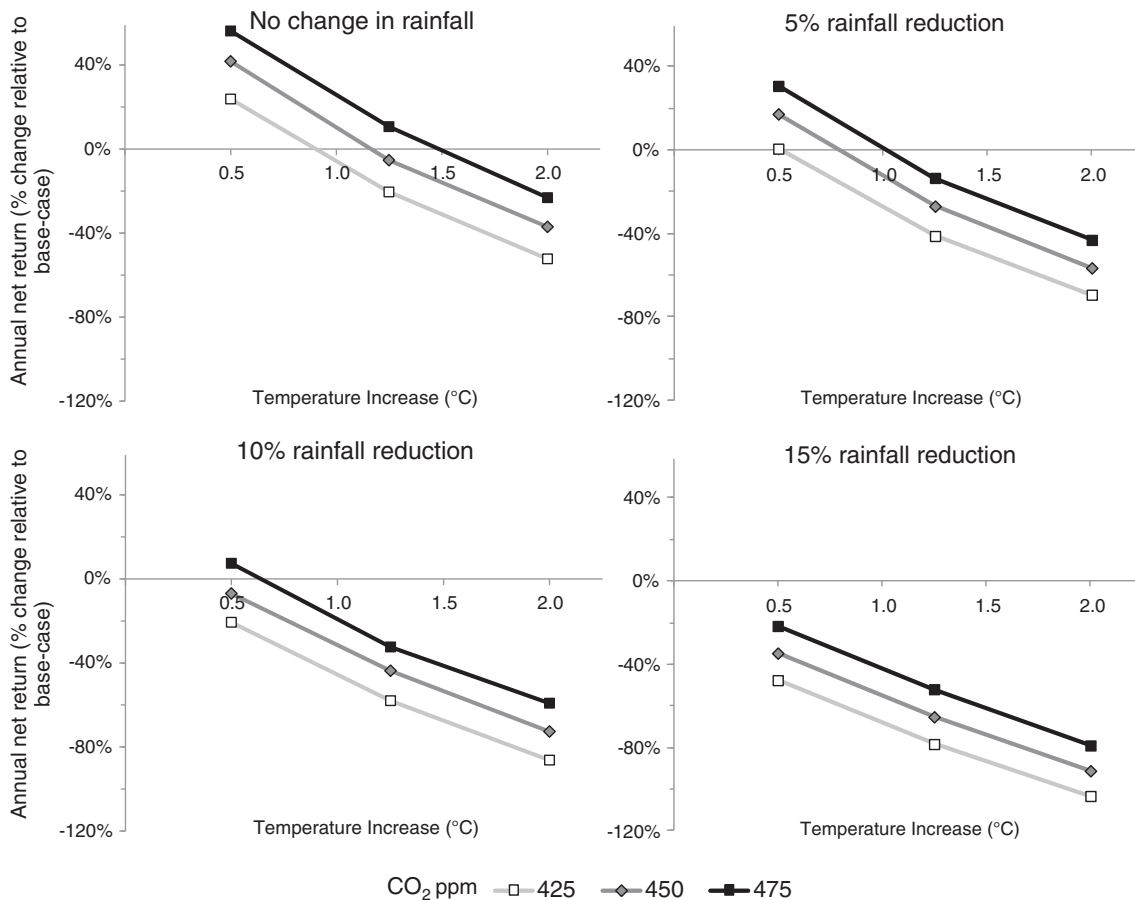 No change in rainfall
Annual net return (% change relative to
base-case)
40%
0%
-40%
-80%
-120%
0.5
1.0
1.5
2.0
Temperature Increase (°C)
5% rainfall reduction
40%
0%
-40%
-80%
-120%
0.5
1.0
1.5
2.0
Temperature Increase (°C)
10% rainfall reduction
Annual net return (% change relative to
base-case)
40%
0%
-40%
-80%
-120%
0.5
1.0
1.5
2.0
Temperature Increase (°C)
15% rainfall reduction
40%
0%
-40%
-80%
-120%
0.5
1.0
1.5
2.0
Temperature Increase (°C)
CO₂ ppm 425 450 475